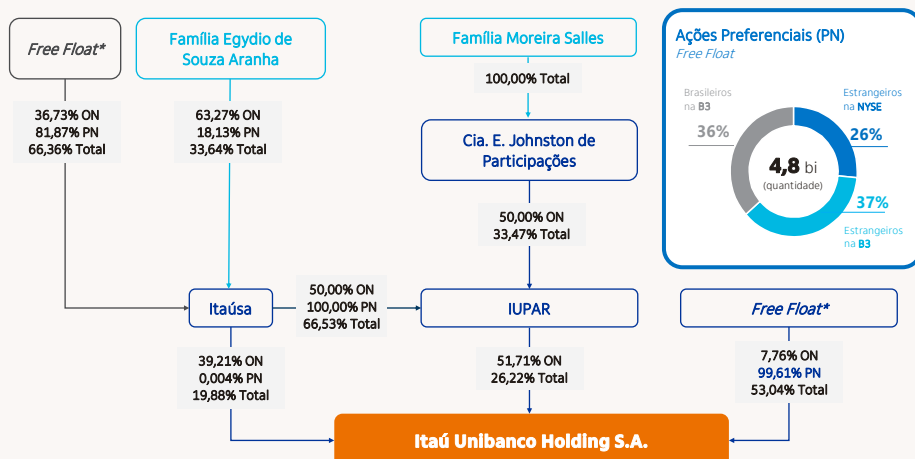 Free Float*
Família Egydio de
Souza Aranha
Família Moreira Salles
36,73% ON
81,87% PN
66,36% Total
63,27% ON
18,13% PN
33,64% Total
100,00% Total
Cia. E. Johnston de
Participações
50,00% ON
33,47% Total
Itaúsa
50,00% ON
100,00% PN
66,53% Total
IUPAR
Free Float*
39,21% ON
0,004% PN
19,88% Total
51,71% ON
26,22% Total
7,76% ON
99,61% PN
53,04% Total
Itaú Unibanco Holding S.A.
Ações Preferenciais (PN)
Free Float
Brasileiros
na B3
36%
Estrangeiros
na NYSE
26%
4,8 bi
(quantidade)
37%
Estrangeiros
na B3